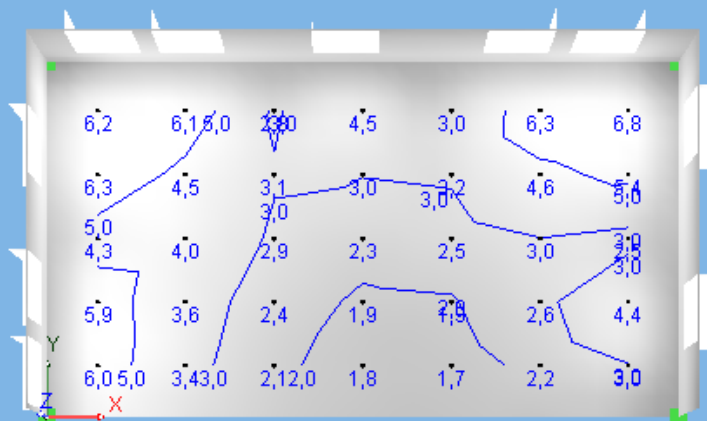 6,2 6,1 5,0 4,5 3,0 6,3 6,8
6,3 4,5 3,1 3,0 3,2 4,6 5,4
5,0 3,0 3,0 5,0
4,3 4,0 2,9 2,3 2,5 3,0
3,0
5,9 3,6 2,4 1,9 2,6 4,4
Y
6,0 5,0 3,4 3,0 2,1 2,0 1,8 1,7 2,2 3,0
Z X